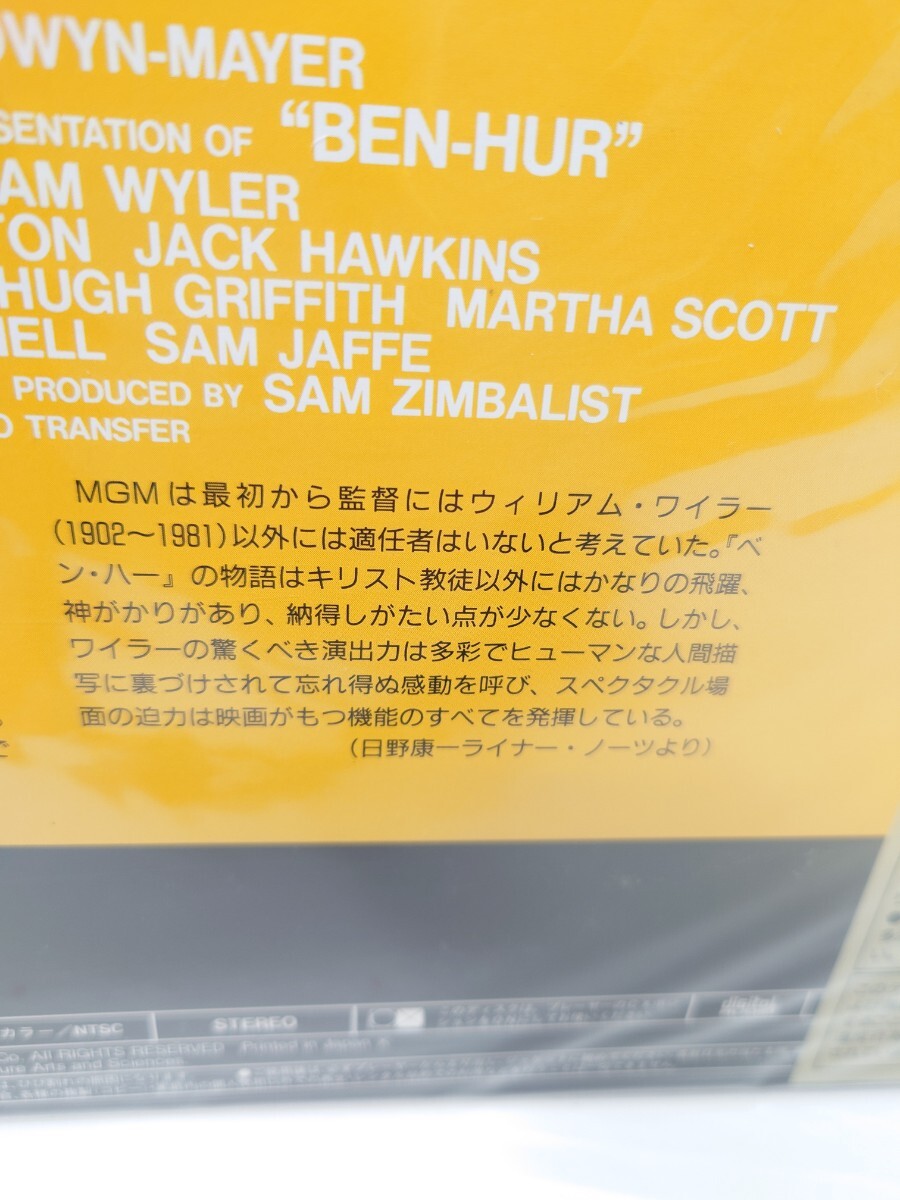 WYN-MAYER
SENTATION OF “BEN-HUR”
AM WYLER
TON JACK HAWKINS
HUGH GRIFFITH MARTHA SCOTT
NELL SAM JAFFE
PRODUCED BY SAM ZIMBALIST
TRANSFER
MGMは最初から監督にはウィリアム・ワイラー
(1902〜1981)以外には適任者はいないと考えていた。『ベ
ン・ハー』の物語はキリスト教徒以外にはかなりの飛躍、
神がかりがあり、納得しがたい点が少なくない。しかし、
ワイラーの驚くべき演出力は多彩でヒューマンな人間描
写に裏づけされて忘れ得ぬ感動を呼び、スペクタクル場
面の迫力は映画がもつ機能のすべてを発揮している。
(日野康一ライナー・ノーツより)
で
カラー/NTSC STEREO digital
Co. All RIGHTS RESERVED Printed in Japan
ure Arts and Sciences